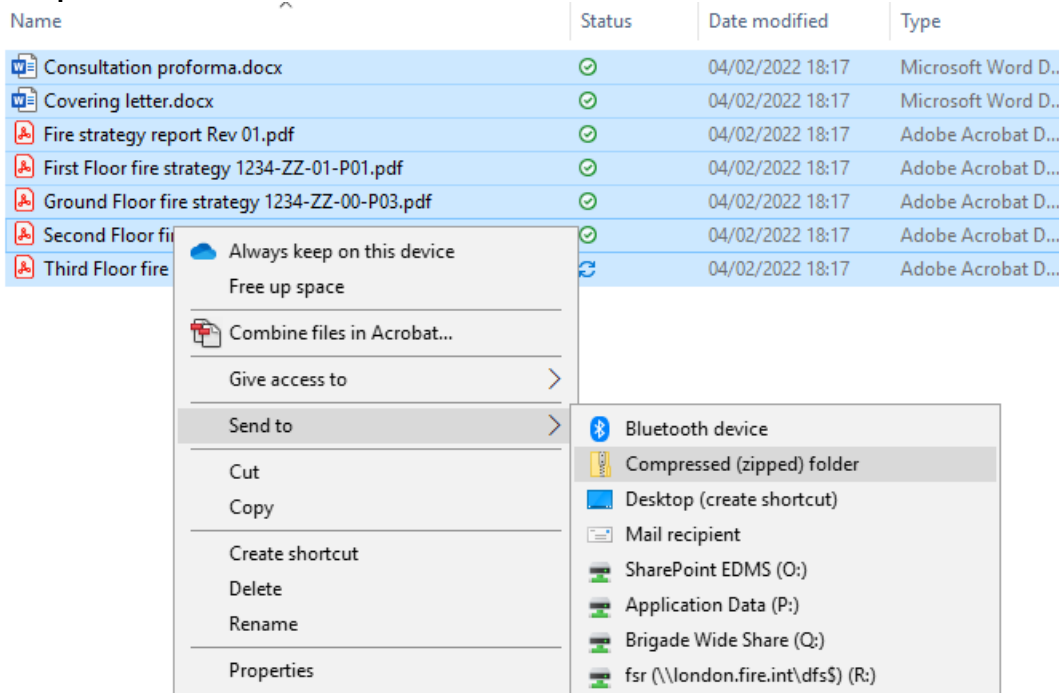 Name Status Date modified Type
Consultation proforma.docx 04/02/2022 18:17 Microsoft Word D...
Covering letter.docx 04/02/2022 18:17 Microsoft Word D...
Fire strategy report Rev 01.pdf 04/02/2022 18:17 Adobe Acrobat D...
First Floor fire strategy 1234-ZZ-01-P01.pdf 04/02/2022 18:17 Adobe Acrobat D...
Ground Floor fire strategy 1234-ZZ-00-P03.pdf 04/02/2022 18:17 Adobe Acrobat D...
Second Floor fi 04/02/2022 18:17 Adobe Acrobat D...
Third Floor fire 04/02/2022 18:17 Adobe Acrobat D...
Always keep on this device
Free up space
Combine files in Acrobat...
Give access to
Send to
Cut
Copy
Create shortcut
Delete
Rename
Properties
Bluetooth device
Compressed (zipped) folder
Desktop (create shortcut)
Mail recipient
SharePoint EDMS (O:)
Application Data (P:)
Brigade Wide Share (Q:)
fsr (\\london.fire.int\dfs$) (R:)